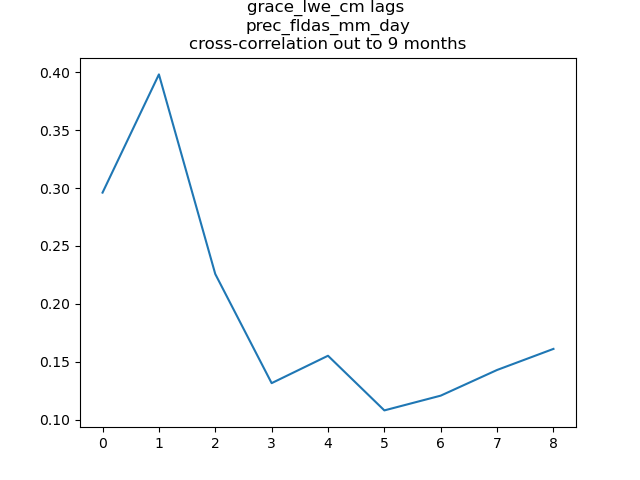 grace_lwe_cm lags
prec_fldas_mm_day
cross-correlation out to 9 months
0.40
0.35
0.30
0.25
0.20
0.15
0.10
0 1 2 3 4 5 6 7 8